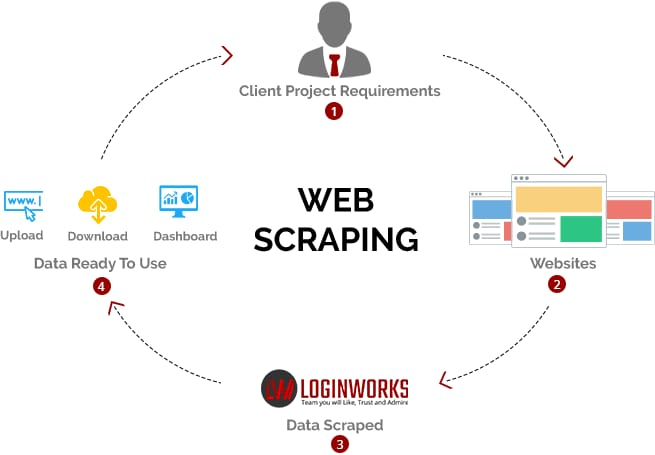 Client Project Requirements
1
www.
Upload
Download
Dashboard
Data Ready To Use
4
WEB
SCRAPING
Websites
2
LOGINWORKS
Team you will Like, Trust and Admire
Data Scraped
3